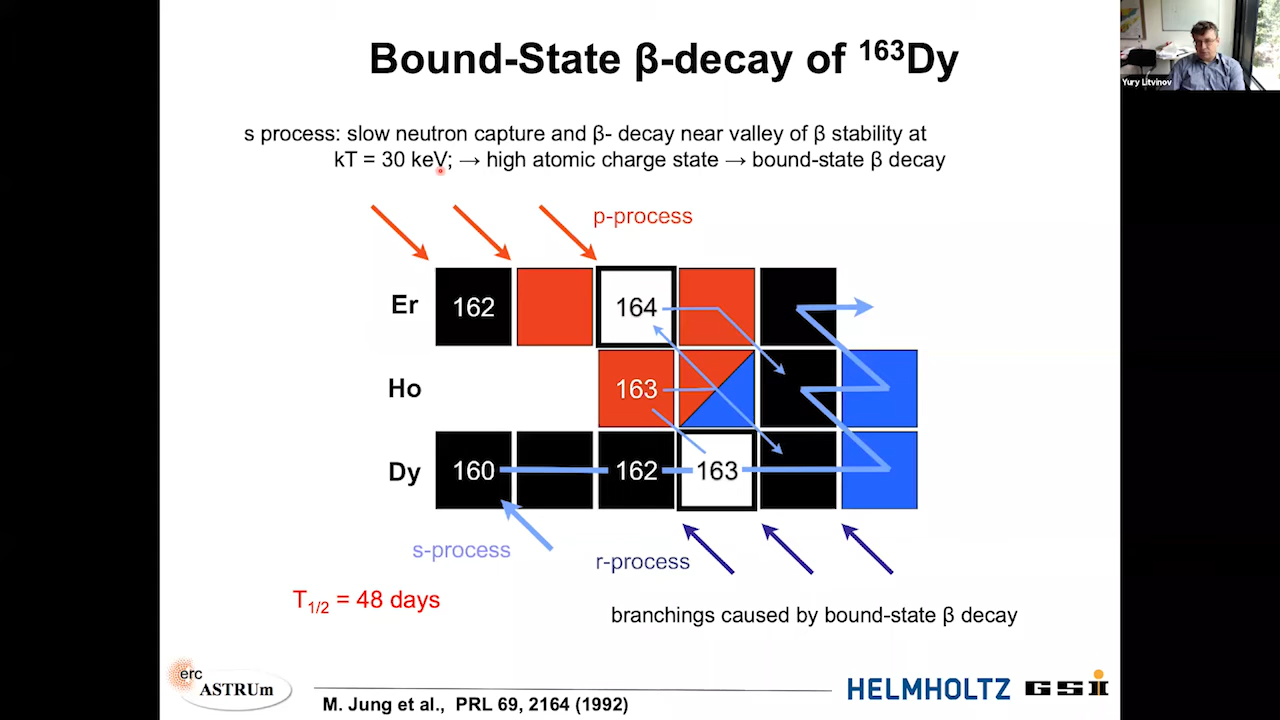 Bound-State β-decay of ¹⁶³Dy
Yury Litvinov
s process: slow neutron capture and β- decay near valley of β stability at
kT = 30 keV; → high atomic charge state → bound-state β decay
p-process
Er 162 164
Ho 163
Dy 160 162 163
s-process
r-process
T1/2 = 48 days
branchings caused by bound-state β decay
erc
ASTRUm
M. Jung et al., PRL 69, 2164 (1992)
HELMHOLTZ GSI